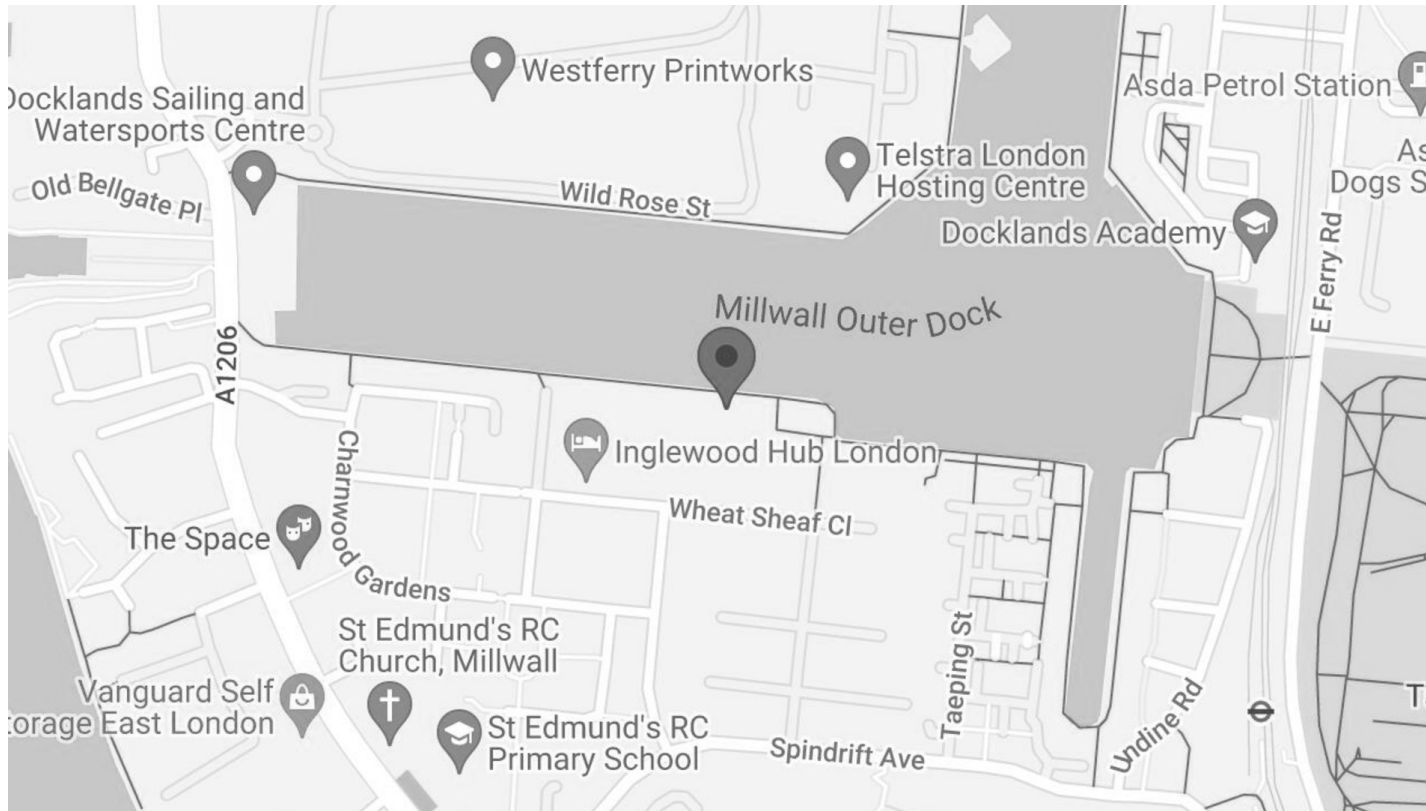 Westferry Printworks
Asda Petrol Station
Docklands Sailing and
Watersports Centre
Telstra London
Hosting Centre
As
Dogs S
Old Bellgate Pl
Wild Rose St
Docklands Academy
E Ferry Rd
Millwall Outer Dock
A1206
Inglewood Hub London
Charnwood Gardens
Wheat Sheaf Cl
The Space
St Edmund's RC
Church, Millwall
Taeping St
Vanguard Self
torage East London
Undine Rd
T
St Edmund's RC
Primary School
Spindrift Ave